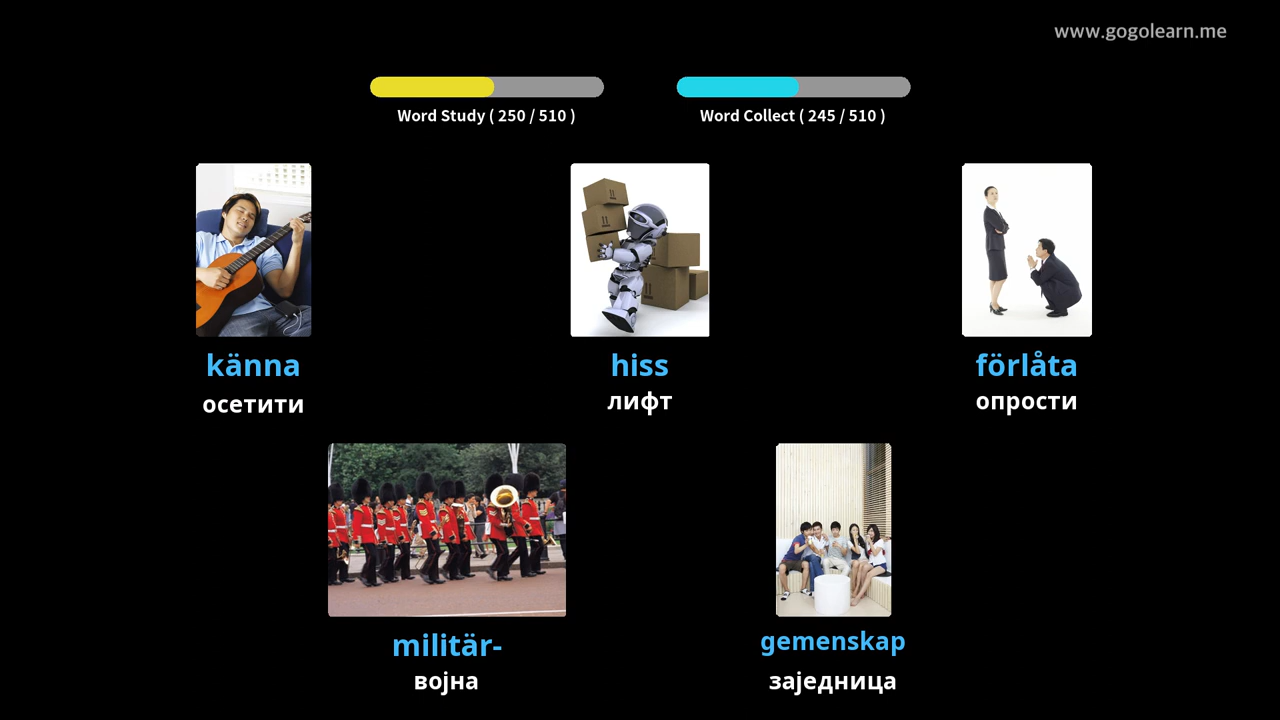 www.gogolearn.me
Word Study ( 250 / 510 )
Word Collect ( 245 / 510 )
känna
осетити
hiss
лифт
förlåta
опрости
militär-
војна
gemenskap
заједница